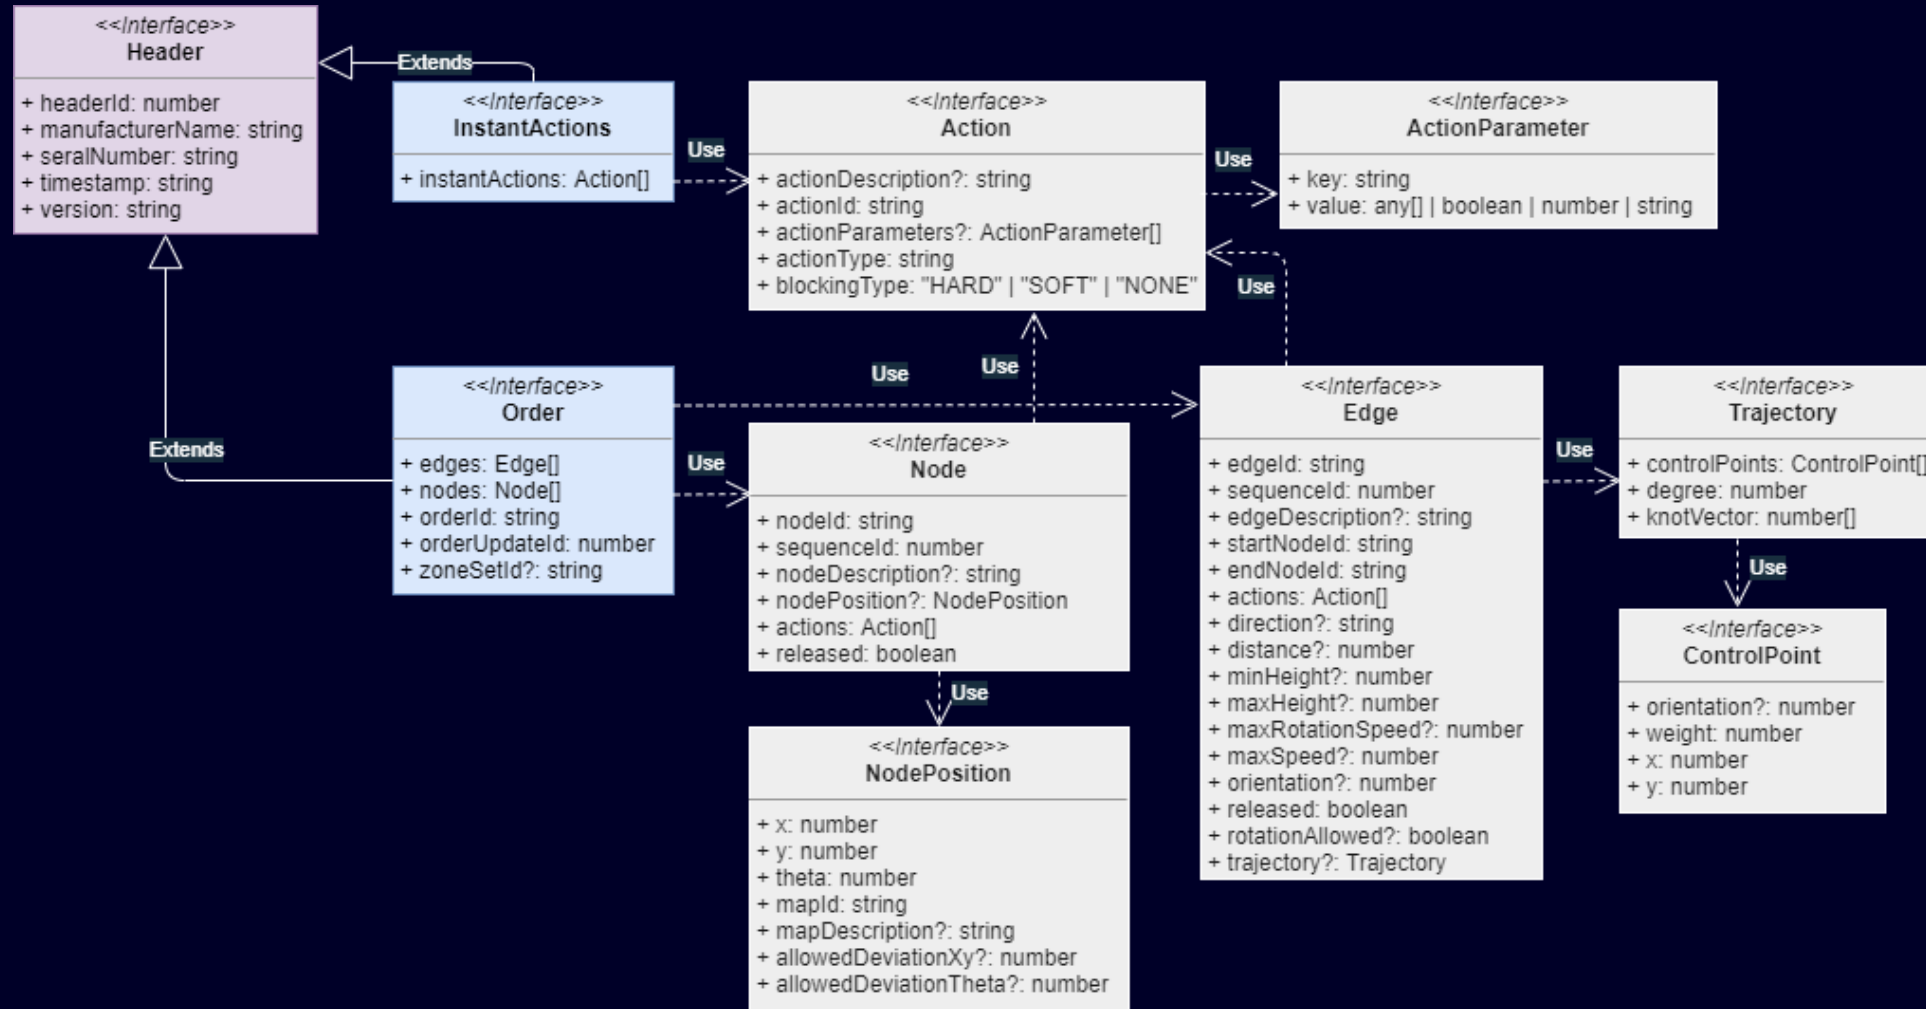 <<Interface>>
Header
+ headerId: number
+ manufacturerName: string
+ seralNumber: string
+ timestamp: string
+ version: string
Extends
<<Interface>>
InstantActions
+ instantActions: Action[]
Use
<<Interface>>
Action
+ actionDescription?: string
+ actionId: string
+ actionParameters?: ActionParameter[]
+ actionType: string
+ blockingType: "HARD" | "SOFT" | "NONE"
Use
<<Interface>>
ActionParameter
+ key: string
+ value: any[] | boolean | number | string
Use
Use
Use
Extends
<<Interface>>
Order
+ edges: Edge[]
+ nodes: Node[]
+ orderId: string
+ orderUpdateId: number
+ zoneSetId?: string
Use
<<Interface>>
Node
+ nodeId: string
+ sequenceId: number
+ nodeDescription?: string
+ nodePosition?: NodePosition
+ actions: Action[]
+ released: boolean
Use
<<Interface>>
NodePosition
+ x: number
+ y: number
+ theta: number
+ mapId: string
+ mapDescription?: string
+ allowedDeviationXy?: number
+ allowedDeviationTheta?: number
<<Interface>>
Edge
+ edgeId: string
+ sequenceId: number
+ edgeDescription?: string
+ startNodeId: string
+ endNodeId: string
+ actions: Action[]
+ direction?: string
+ distance?: number
+ minHeight?: number
+ maxHeight?: number
+ maxRotationSpeed?: number
+ maxSpeed?: number
+ orientation?: number
+ released: boolean
+ rotationAllowed?: boolean
+ trajectory?: Trajectory
Use
<<Interface>>
Trajectory
+ controlPoints: ControlPoint[]
+ degree: number
+ knotVector: number[]
Use
<<Interface>>
ControlPoint
+ orientation?: number
+ weight: number
+ x: number
+ y: number